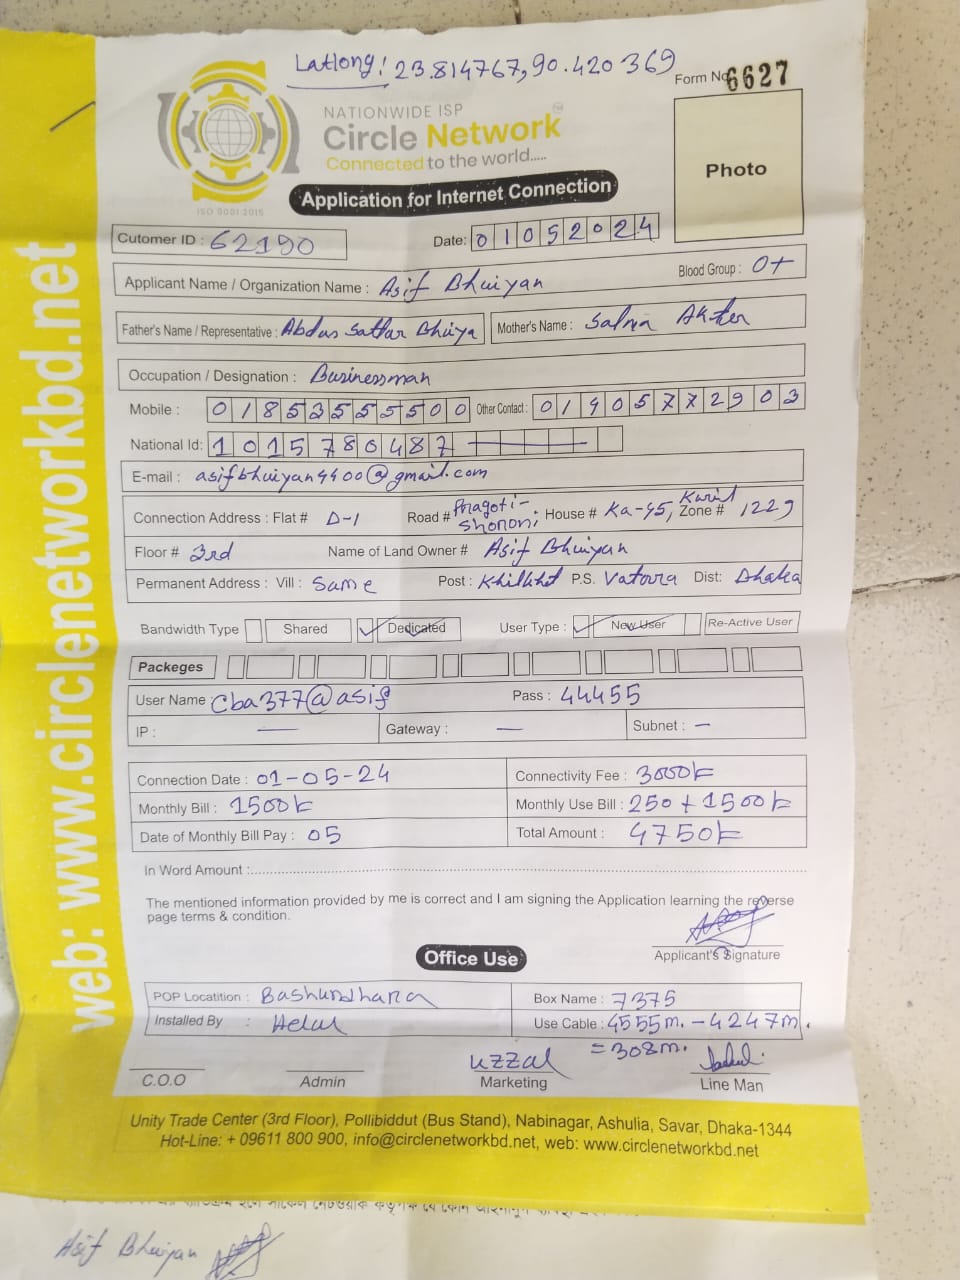 Latlong: 23.814767,90.420369
Form No 6627
NATIONWIDE ISP
Circle Network
Connected to the world.....
ISO 9001:2015
Photo
Application for Internet Connection
Cutomer ID : 62190
Date: 01052024
Applicant Name / Organization Name : Asif Bhuiyan Blood Group : O+
Father's Name / Representative : Abdus Sattar Bhuiya Mother's Name : Salma Akter
Occupation / Designation : Businessman
Mobile : 01853555500 Other Contact : 01905772903
National Id: 1015780487
E-mail : asifbhuiyan4400@gmail.com
Connection Address : Flat # D-1 Road # Pragoti-Shoroni House # Ka-45, Kuril Zone # 1229
Floor # 3rd Name of Land Owner # Asif Bhuiyan
Permanent Address : Vill : Same Post : Khilkhet P.S. Vatara Dist: Dhaka
Bandwidth Type Shared Dedicated User Type : New User Re-Active User
Packeges
User Name : Cba377@asif Pass : 44455
IP : — Gateway : — Subnet : —
Connection Date : 01-05-24 Connectivity Fee : 3000/-
Monthly Bill : 1500/- Monthly Use Bill : 250 + 1500/-
Date of Monthly Bill Pay : 05 Total Amount : 4750/-
In Word Amount :
The mentioned information provided by me is correct and I am signing the Application learning the reverse
page terms & condition.
Applicant's Signature
Office Use
POP Locatition : Bashundhara Box Name : 7375
Installed By : Helal Use Cable : 4555m. - 4247m.
= 308m.
Uzzal
C.O.O Admin Marketing Line Man
Unity Trade Center (3rd Floor), Pollibiddut (Bus Stand), Nabinagar, Ashulia, Savar, Dhaka-1344
Hot-Line: + 09611 800 900, info@circlenetworkbd.net, web: www.circlenetworkbd.net
web: www.circlenetworkbd.net
Asif Bhuiyan